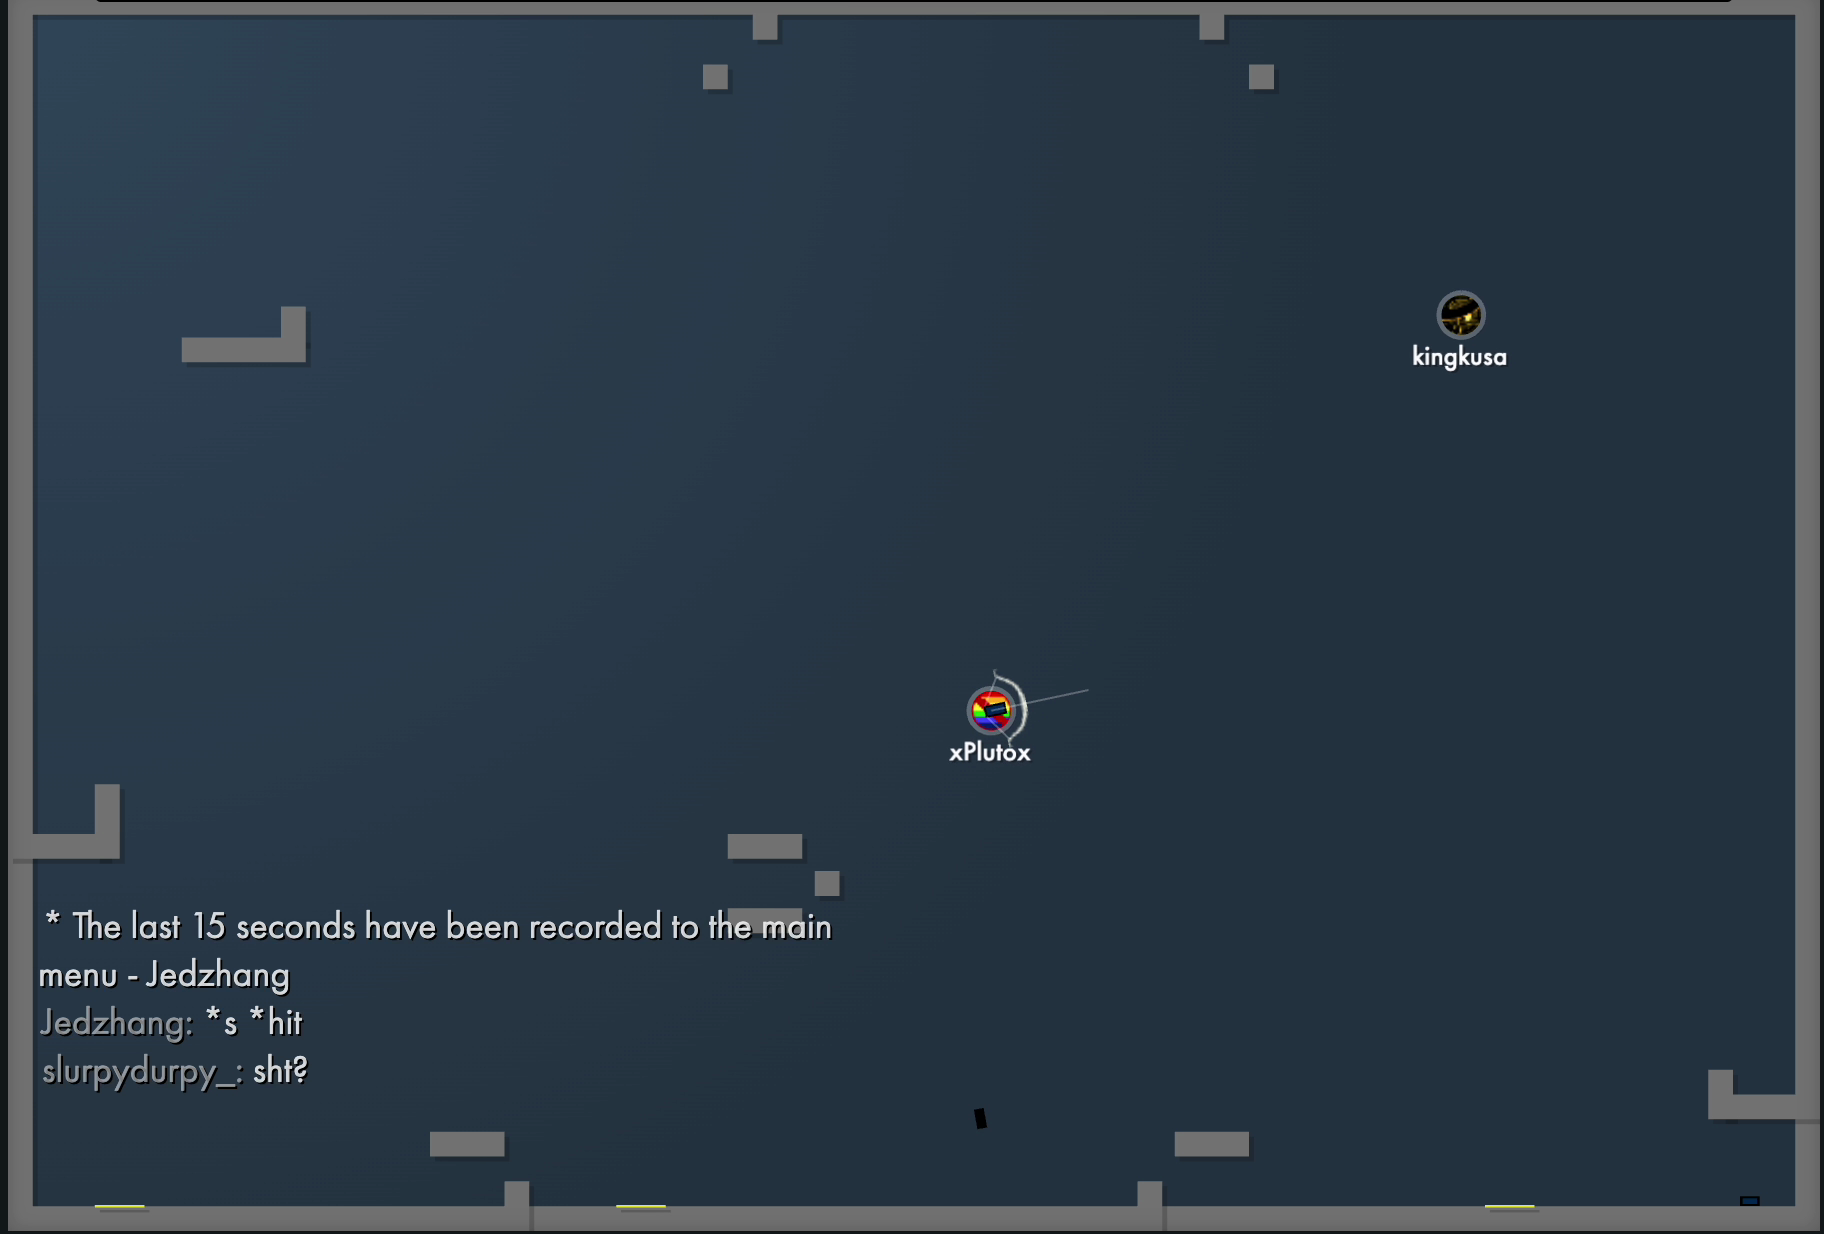 kingkusa
xPlutox
* The last 15 seconds have been recorded to the main
menu - Jedzhang
Jedzhang: *s *hit
slurpydurpy_: sht?